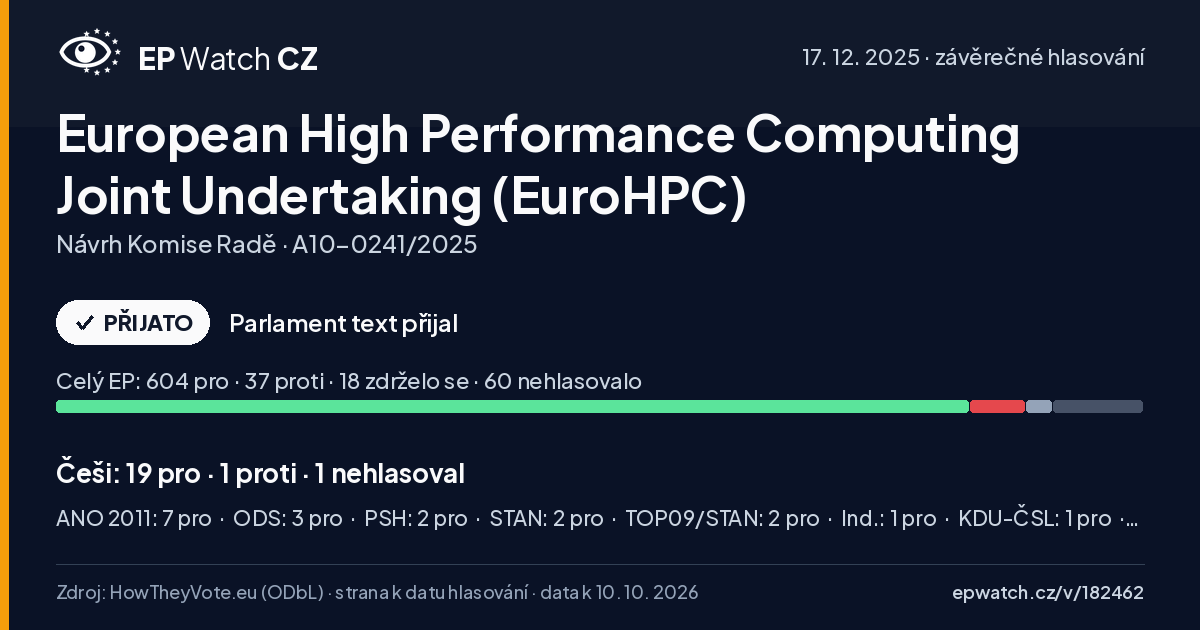 EP Watch CZ
17. 12. 2025 · závěrečné hlasování
European High Performance Computing
Joint Undertaking (EuroHPC)
Návrh Komise Radě · A10–0241/2025
✓ PŘIJATO
Parlament text přijal
Celý EP: 604 pro · 37 proti · 18 zdrželo se · 60 nehlasovalo
Češi: 19 pro · 1 proti · 1 nehlasoval
ANO 2011: 7 pro · ODS: 3 pro · PSH: 2 pro · STAN: 2 pro · TOP09/STAN: 2 pro · Ind.: 1 pro · KDU-ČSL: 1 pro ·…
Zdroj: HowTheyVote.eu (ODbL) · strana k datu hlasování · data k 10. 10. 2026
epwatch.cz/v/182462